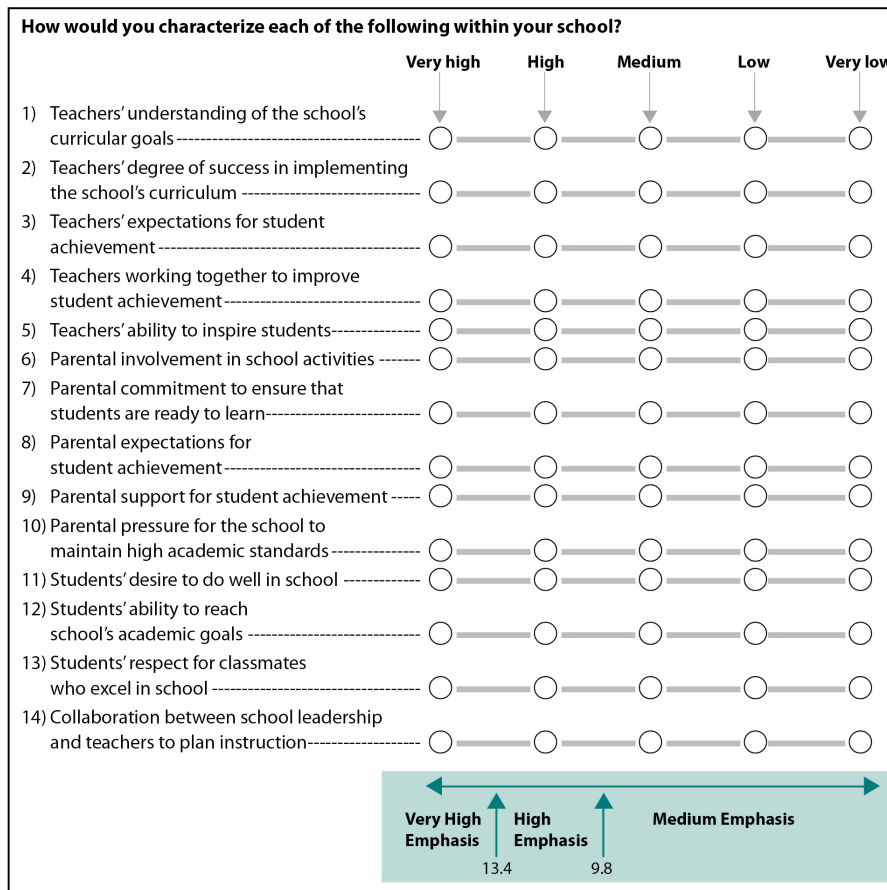 How would you characterize each of the following within your school?
Very high High Medium Low Very low
1) Teachers’ understanding of the school’s
curricular goals
2) Teachers’ degree of success in implementing
the school’s curriculum
3) Teachers’ expectations for student
achievement
4) Teachers working together to improve
student achievement
5) Teachers’ ability to inspire students
6) Parental involvement in school activities
7) Parental commitment to ensure that
students are ready to learn
8) Parental expectations for
student achievement
9) Parental support for student achievement
10) Parental pressure for the school to
maintain high academic standards
11) Students’ desire to do well in school
12) Students’ ability to reach
school’s academic goals
13) Students’ respect for classmates
who excel in school
14) Collaboration between school leadership
and teachers to plan instruction
Very High High Medium Emphasis
Emphasis Emphasis
13.4 9.8